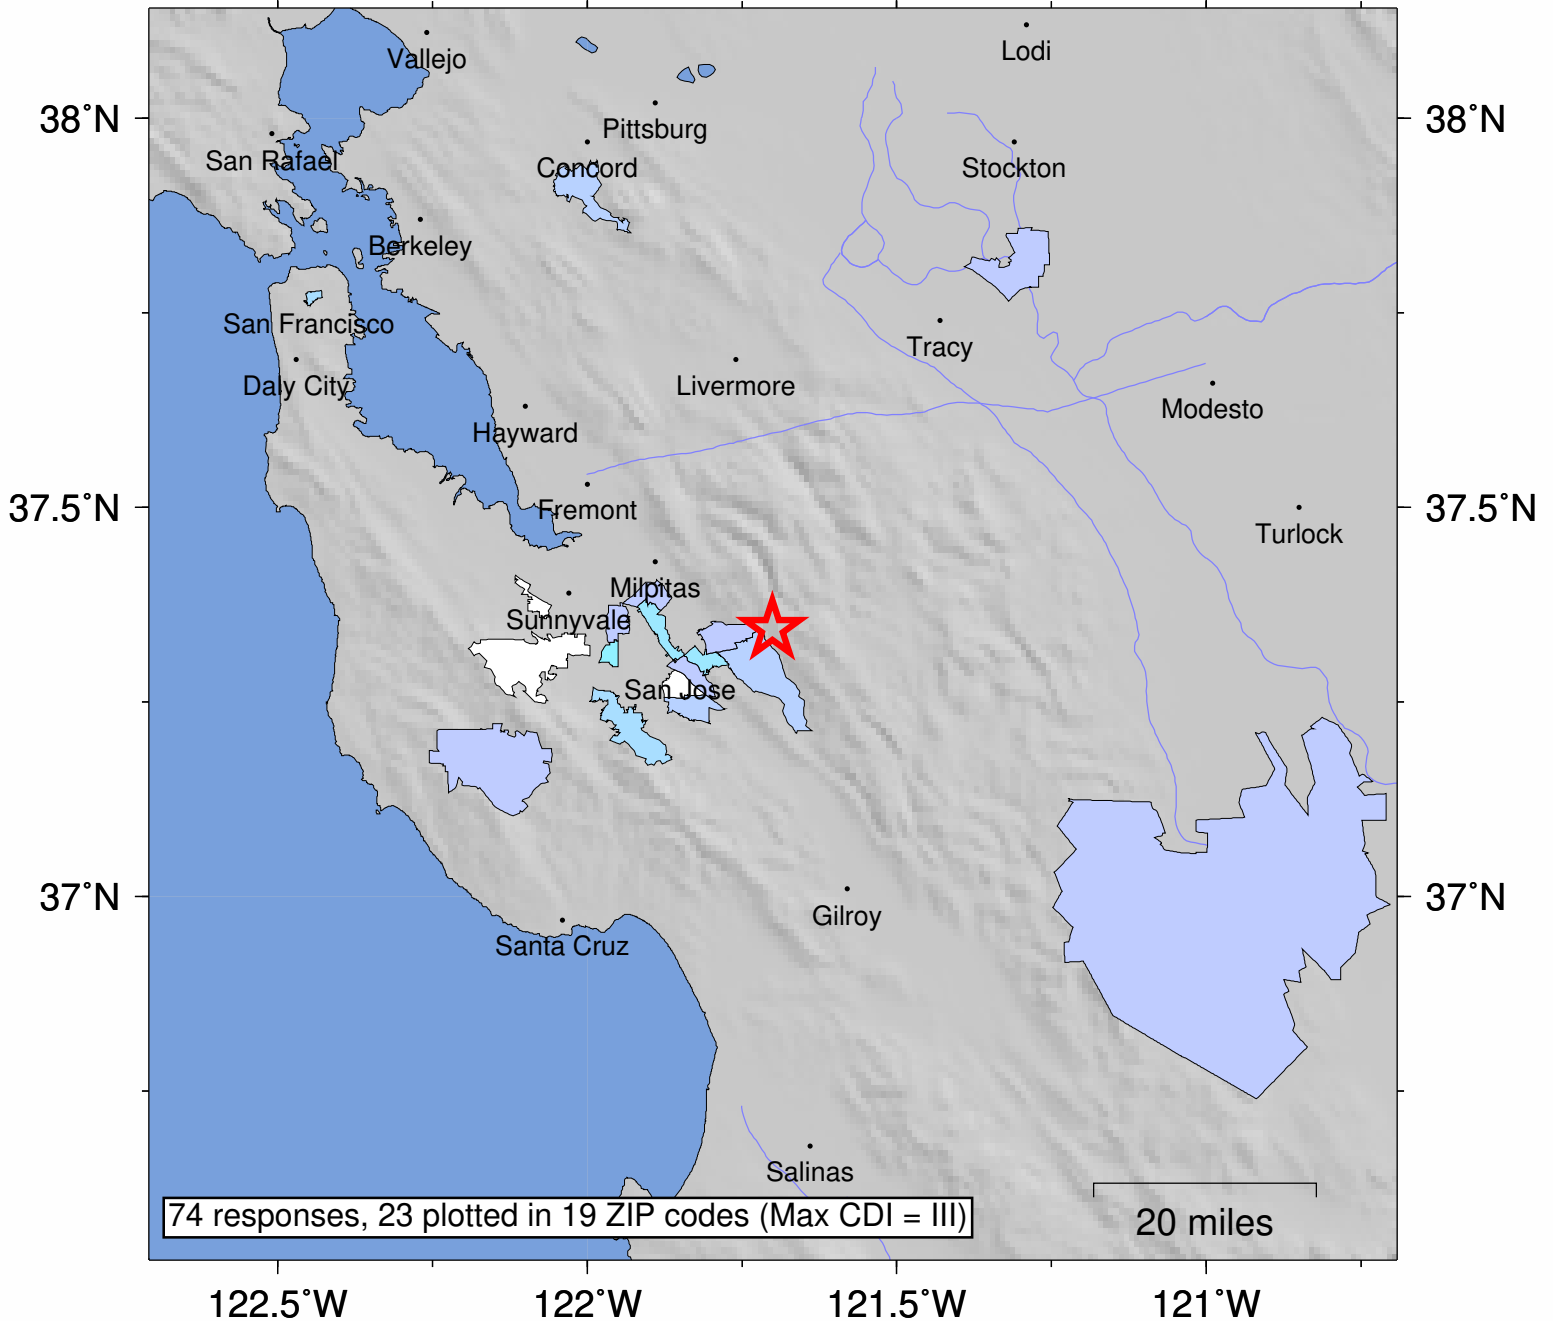 Vallejo
Lodi
38°N
38°N
Pittsburg
San Rafael
Concord
Stockton
Berkeley
San Francisco
Tracy
Daly City
Livermore
Modesto
Hayward
37.5°N
Fremont
37.5°N
Turlock
Milpitas
Sunnyvale
San Jose
37°N
37°N
Gilroy
Santa Cruz
Salinas
74 responses, 23 plotted in 19 ZIP codes (Max CDI = III)
20 miles
122.5°W
122°W
121.5°W
121°W